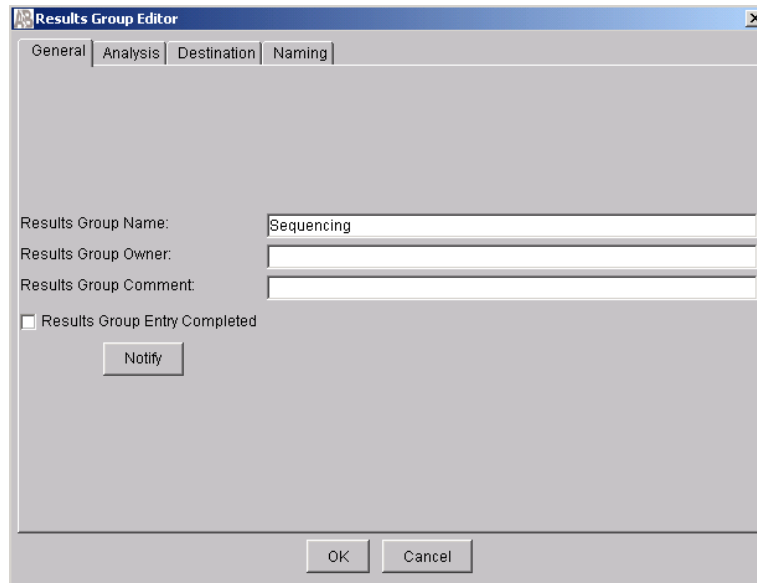 Results Group Editor
General Analysis Destination Naming
Results Group Name: Sequencing
Results Group Owner:
Results Group Comment:
Results Group Entry Completed
Notify
OK Cancel